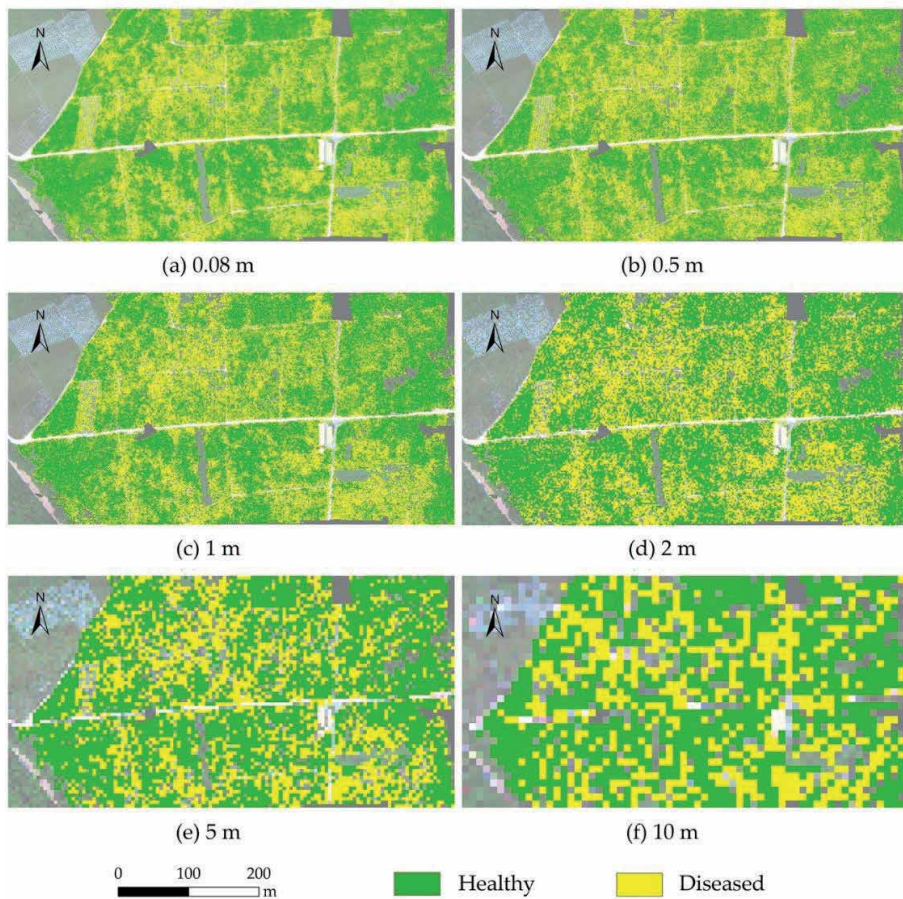 N
N
(a) 0.08 m
(b) 0.5 m
N
N
(c) 1 m
(d) 2 m
N
N
(e) 5 m
(f) 10 m
0 100 200
m
Healthy
Diseased